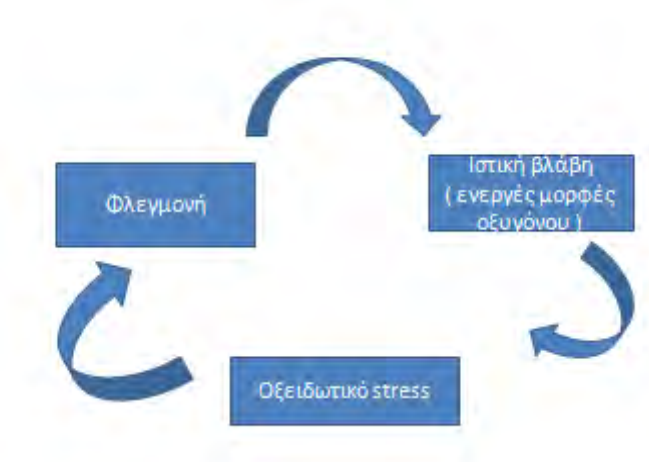 Φλεγμονή
Ιστική βλάβη
( ενεργές μορφές
οξυγόνου )
Οξειδωτικό stress